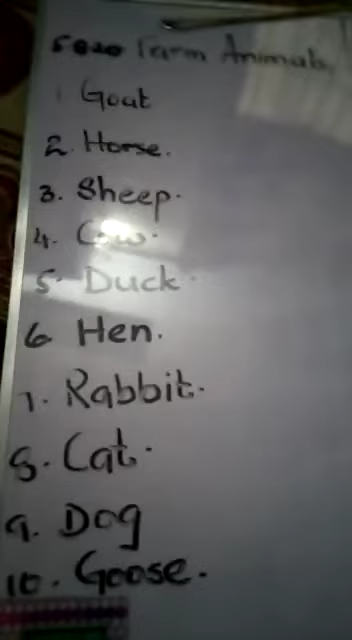 Farm Animals
1 Goat
2. Horse.
3. Sheep.
4. Cow.
5. Duck.
6 Hen.
7. Rabbit.
8. Cat.
9. Dog
10. Goose.